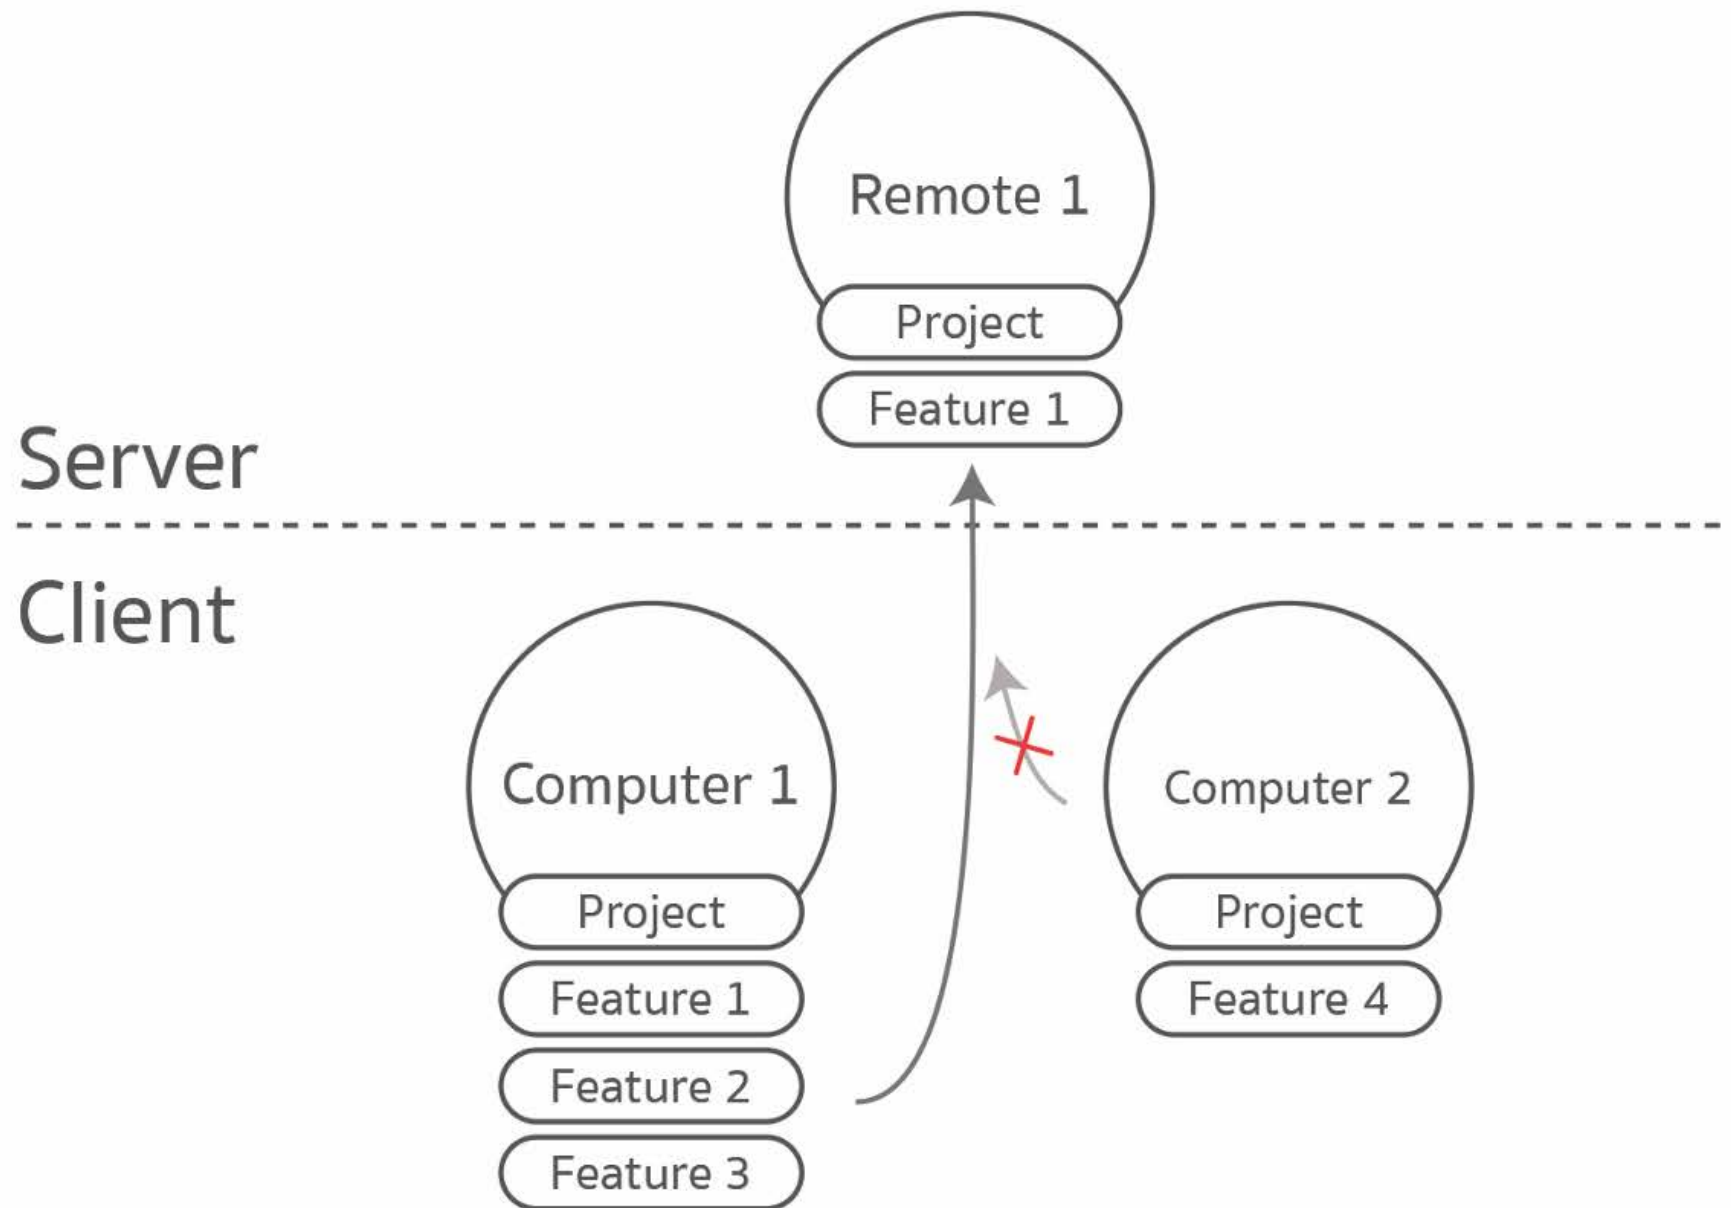 Remote 1
Project
Feature 1
Server
Client
Computer 1
Project
Feature 1
Feature 2
Feature 3
Computer 2
Project
Feature 4